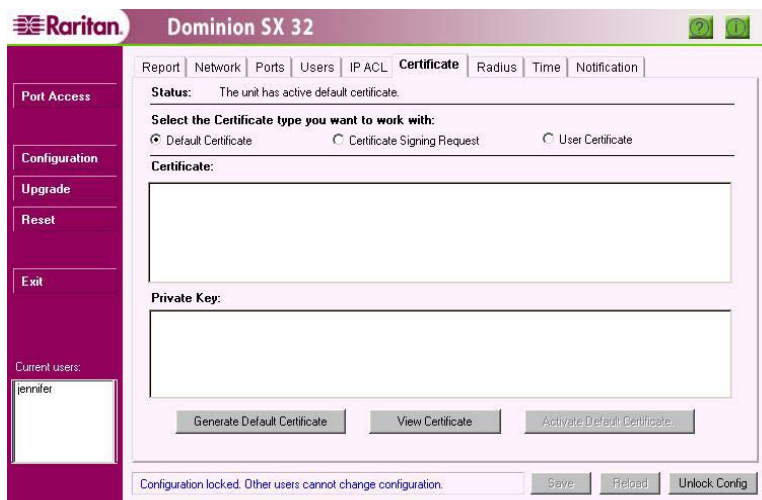 Raritan. Dominion SX 32 ? i
Report Network Ports Users IP ACL Certificate Radius Time Notification
Port Access
Configuration
Upgrade
Reset
Exit
Current users:
jennifer
Status: The unit has active default certificate.
Select the Certificate type you want to work with:
Default Certificate Certificate Signing Request User Certificate
Certificate:
Private Key:
Generate Default Certificate View Certificate Activate Default Certificate
Configuration locked. Other users cannot change configuration. Save Reload Unlock Config